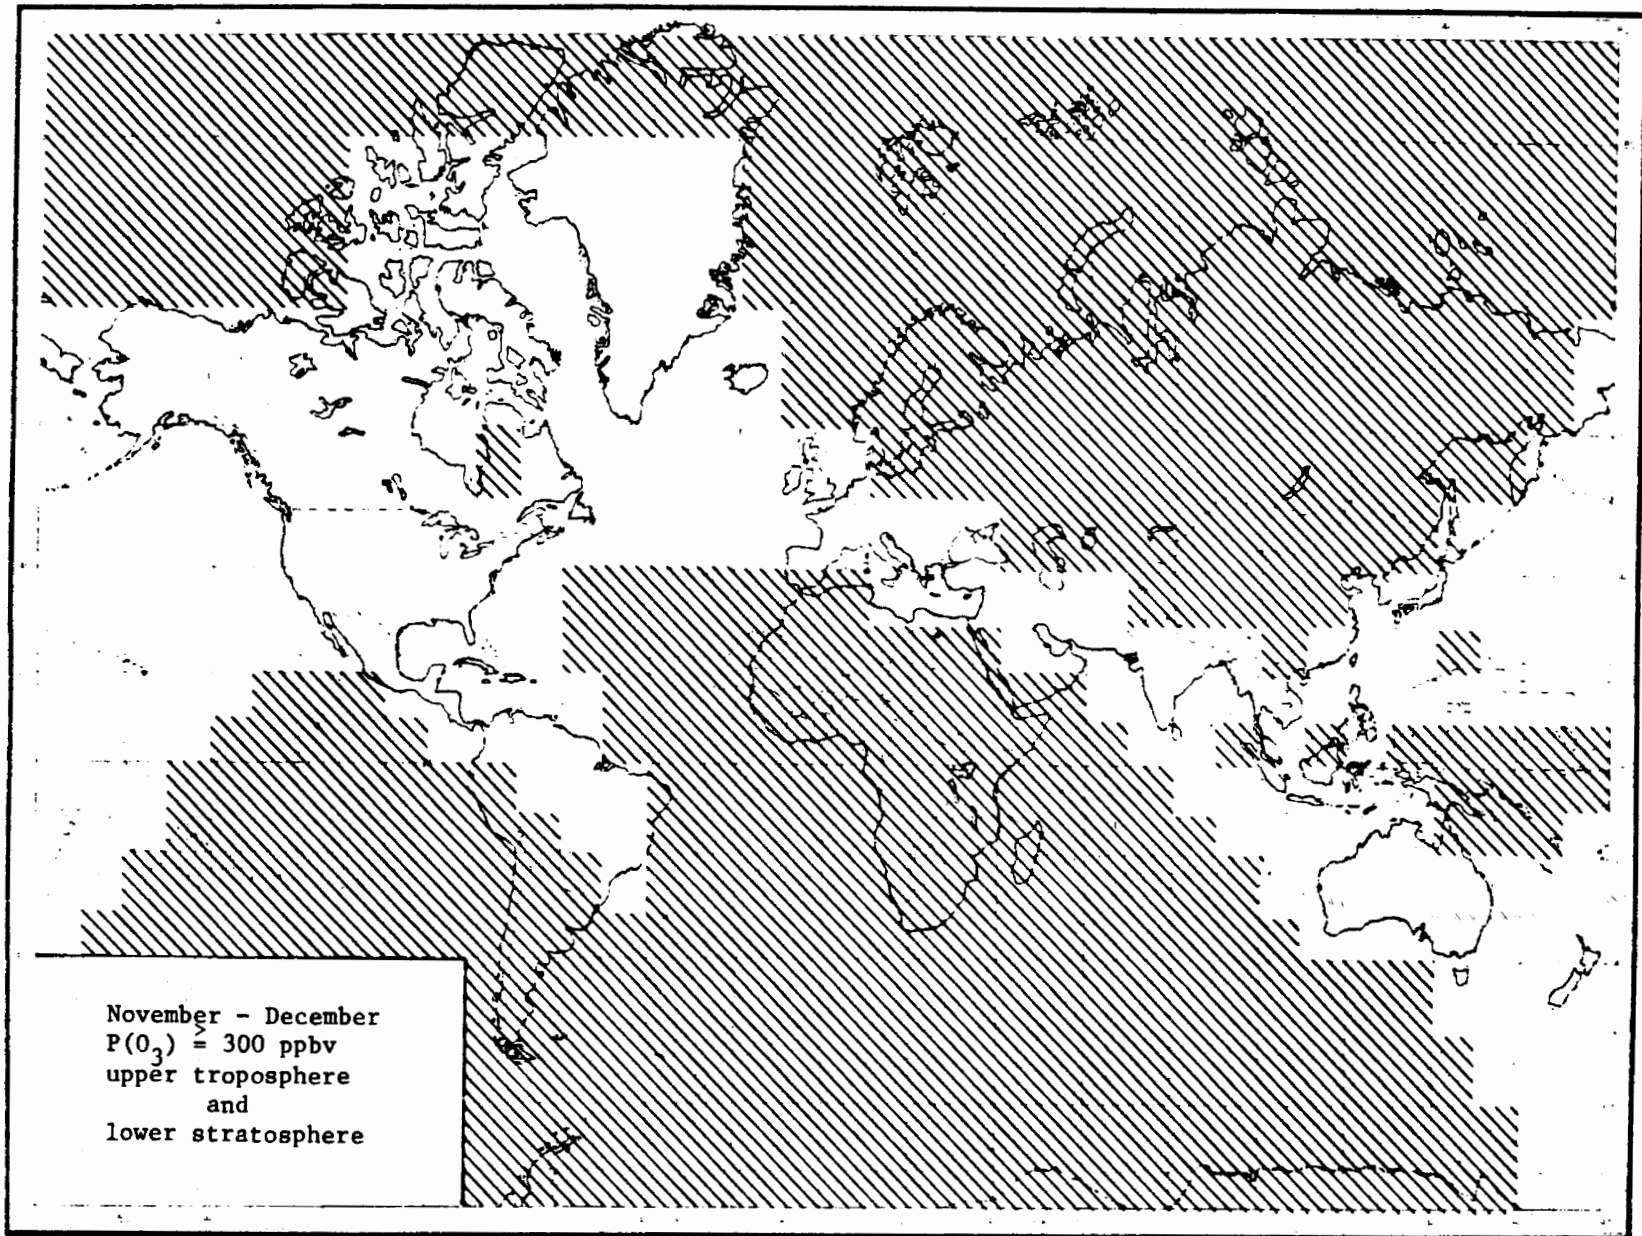 November - December
P(O₃) ≥ 300 ppbv
upper troposphere
and
lower stratosphere